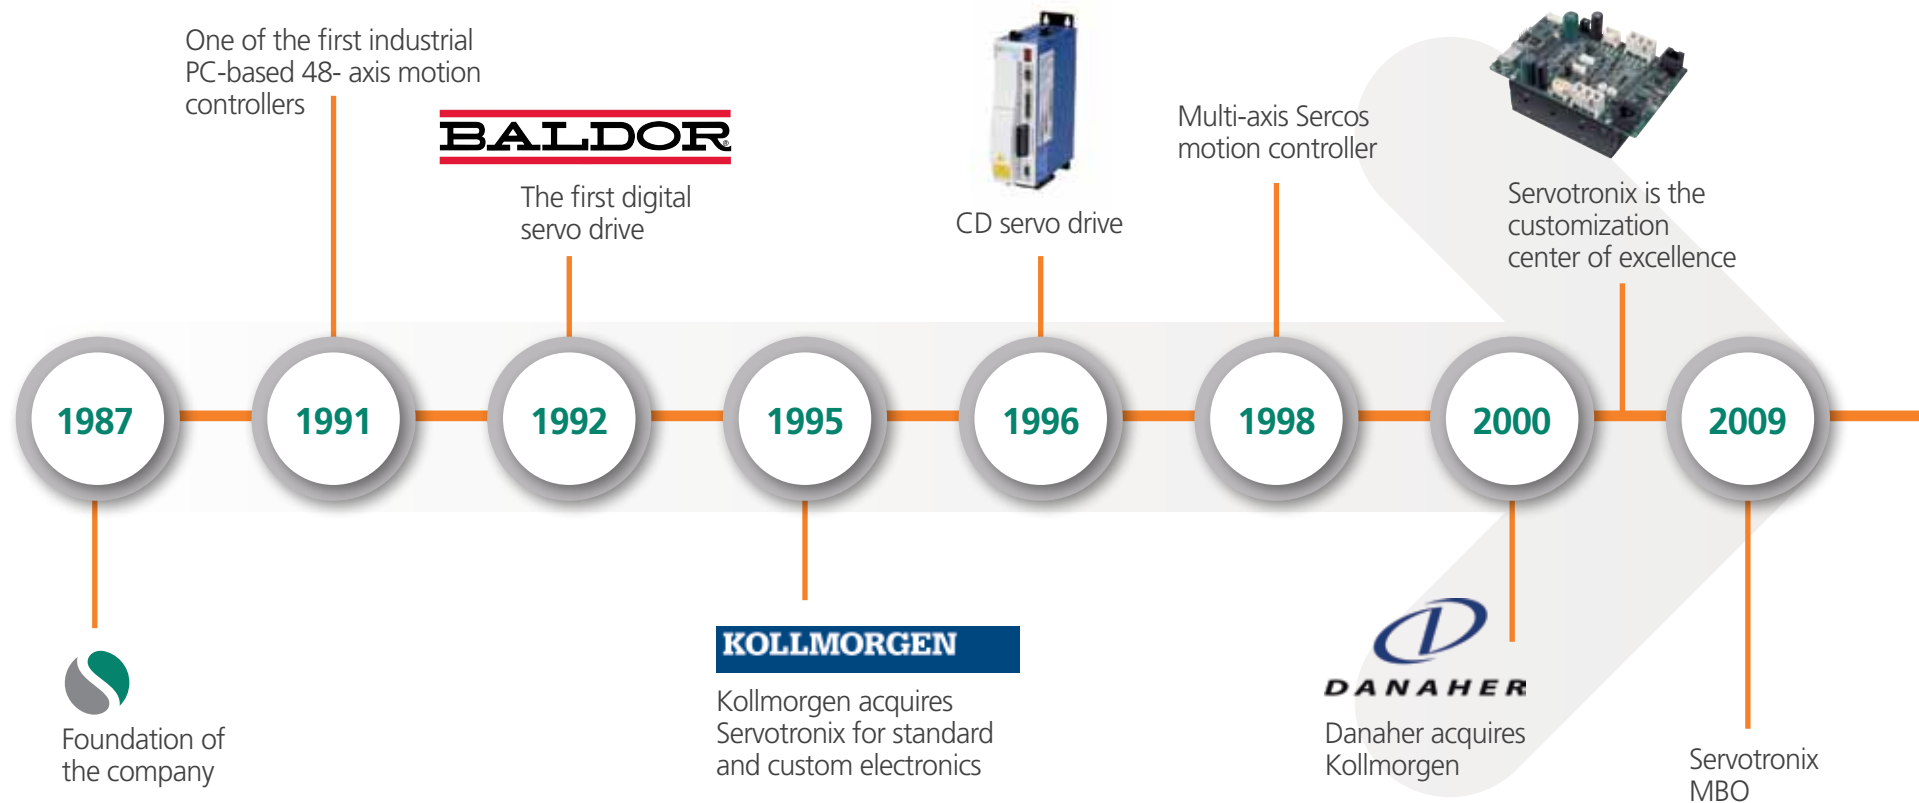 One of the first industrial
PC-based 48- axis motion
controllers
BALDOR
The first digital
servo drive
CD servo drive
Multi-axis Sercos
motion controller
Servotronix is the
customization
center of excellence
1987
1991
1992
1995
1996
1998
2000
2009
Foundation of
the company
KOLLMORGEN
Kollmorgen acquires
Servotronix for standard
and custom electronics
DANAHER
Danaher acquires
Kollmorgen
Servotronix
MBO